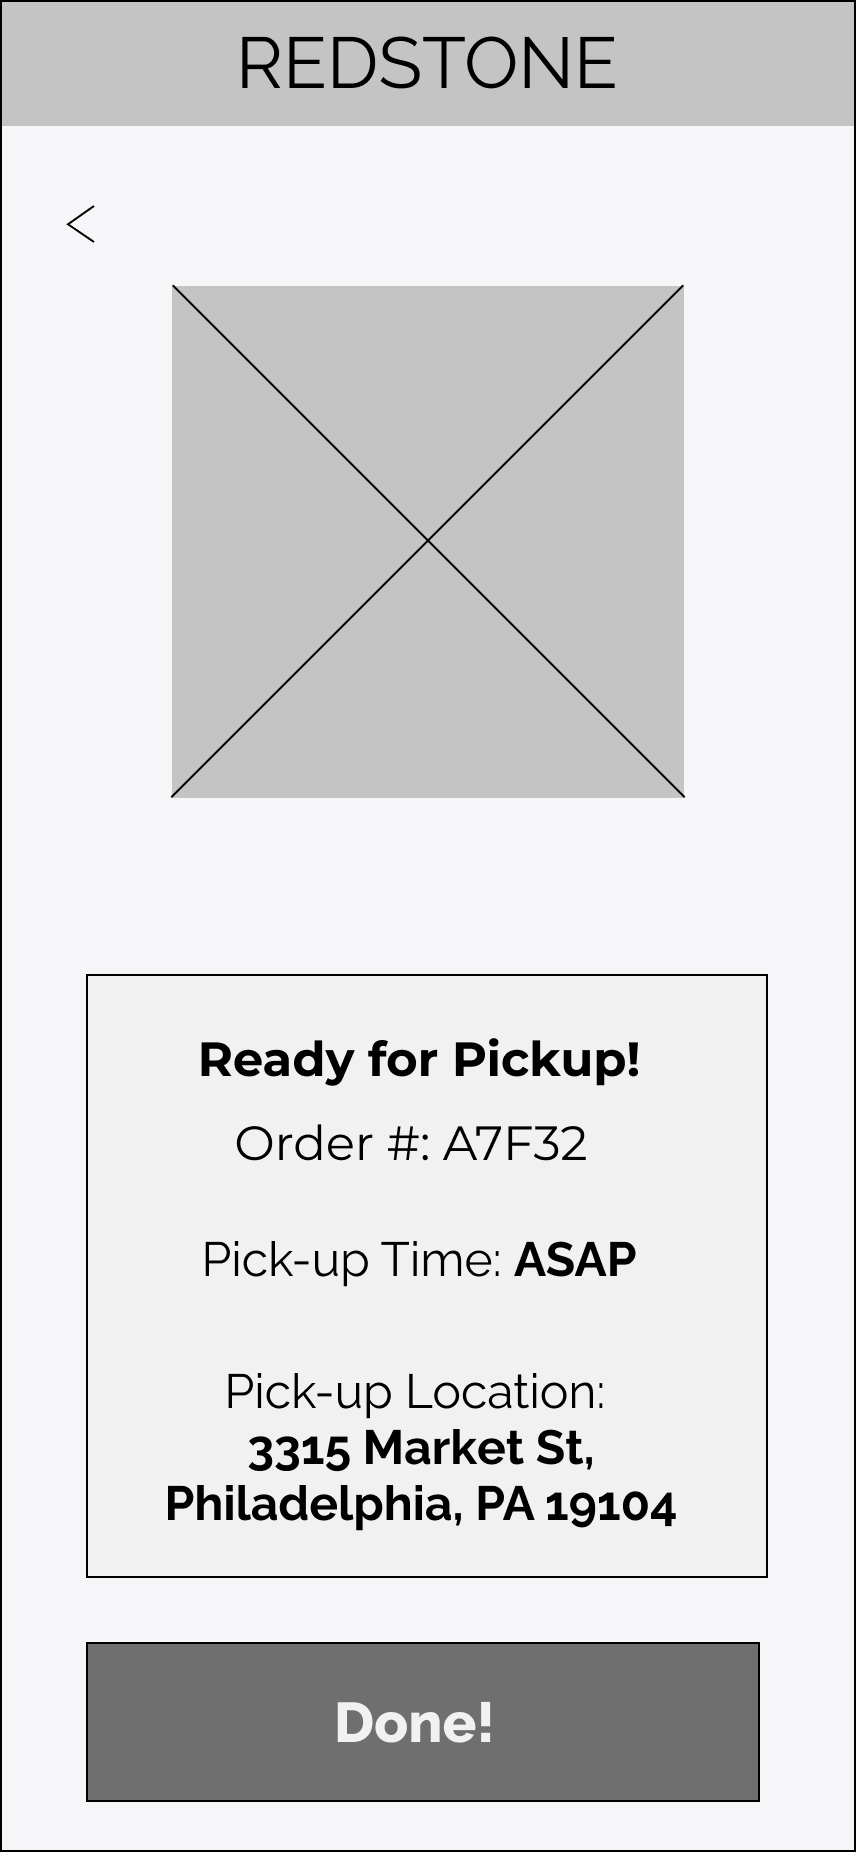 REDSTONE
Ready for Pickup!
Order #: A7F32
Pick-up Time: ASAP
Pick-up Location:
3315 Market St,
Philadelphia, PA 19104
Done!